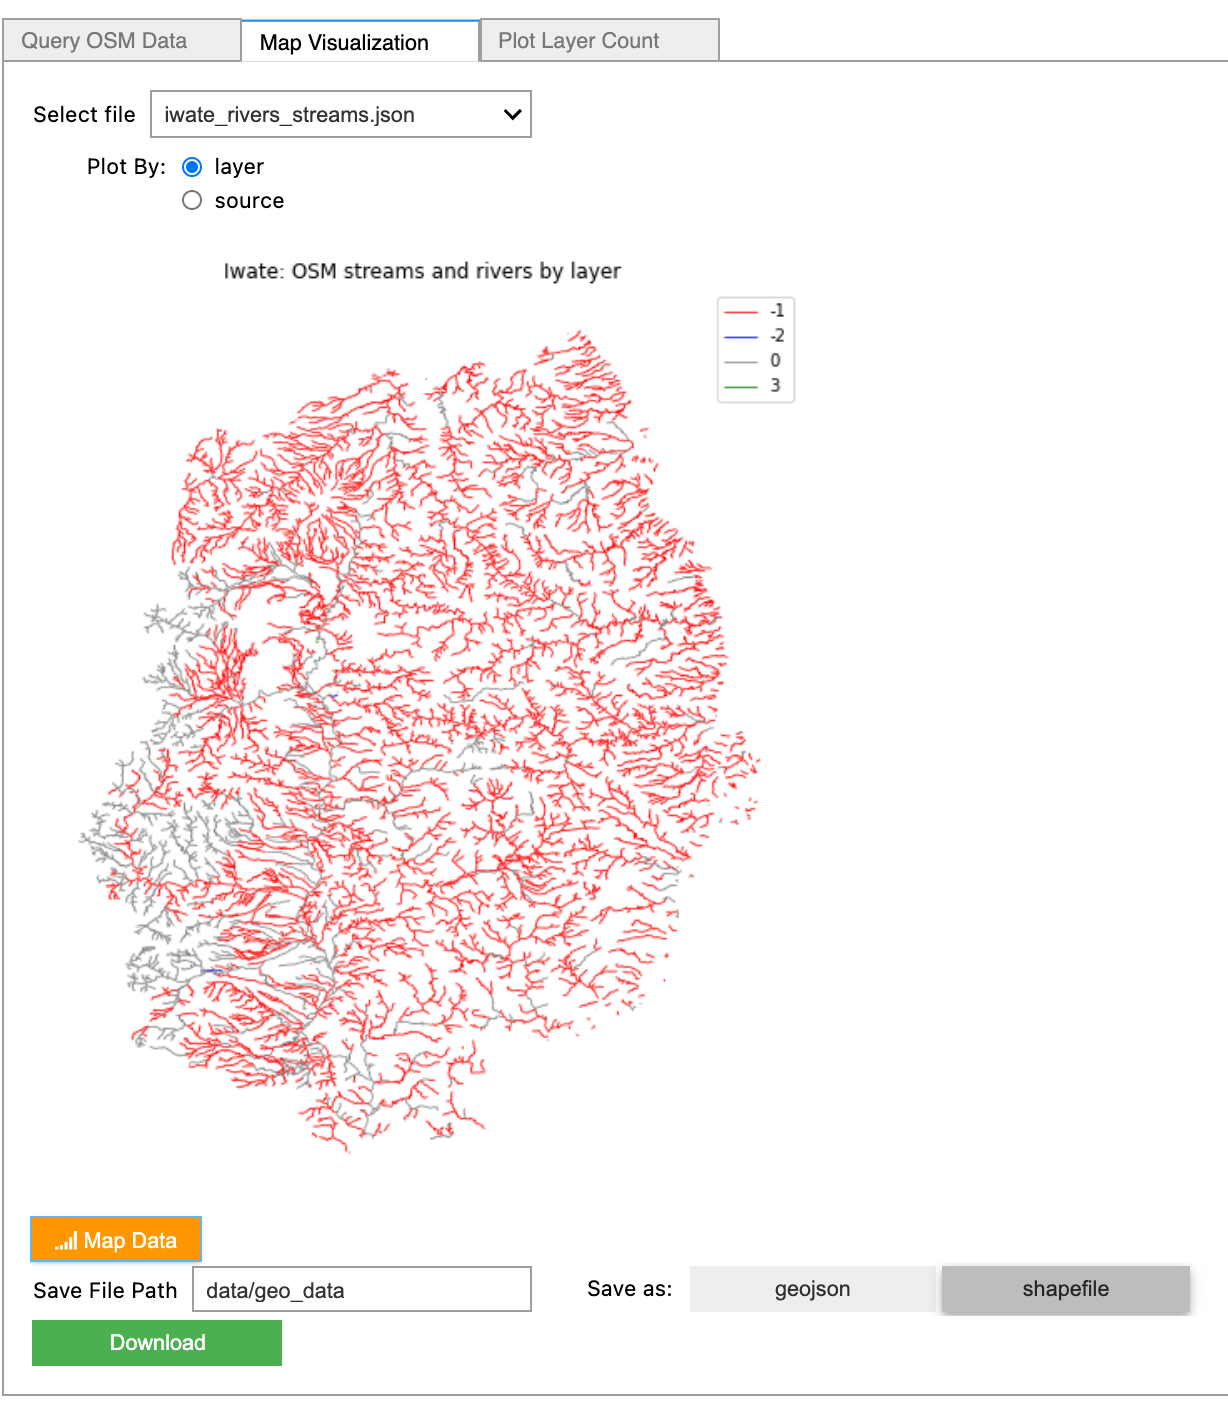 Query OSM Data
Map Visualization
Plot Layer Count
Select file
iwate_rivers_streams.json
Plot By:
layer
source
Iwate: OSM streams and rivers by layer
-1
-2
0
3
Map Data
Save File Path
data/geo_data
Save as:
geojson
shapefile
Download